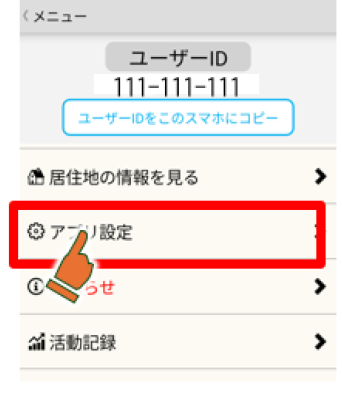 メニュー
ユーザーID
111-111-111
ユーザーIDをこのスマホにコピー
居住地の情報を見る
アプリ設定
らせ
活動記録